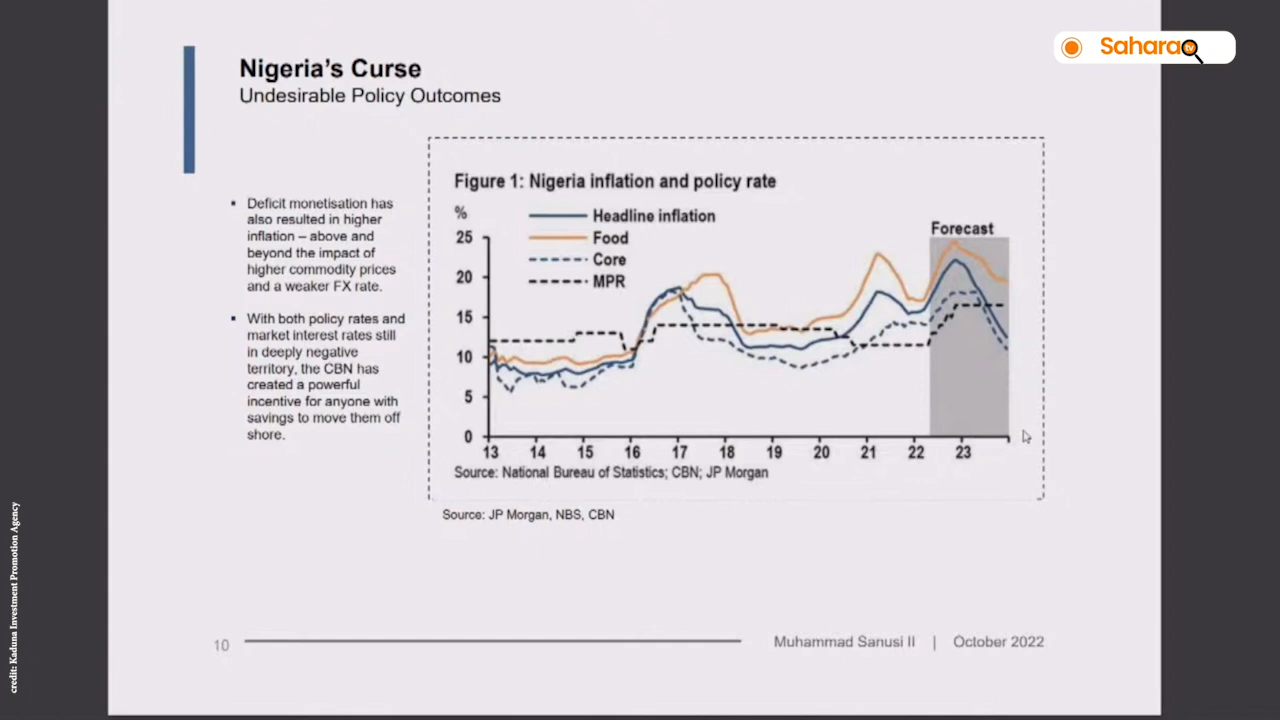 Sahara tv
Nigeria's Curse
Undesirable Policy Outcomes
▪ Deficit monetisation has
also resulted in higher
inflation – above and
beyond the impact of
higher commodity prices
and a weaker FX rate.
▪ With both policy rates and
market interest rates still
in deeply negative
territory, the CBN has
created a powerful
incentive for anyone with
savings to move them off
shore.
Figure 1: Nigeria inflation and policy rate
%
Headline inflation
Food
Core
MPR
Forecast
25
20
15
10
5
0
13 14 15 16 17 18 19 20 21 22 23
Source: National Bureau of Statistics; CBN; JP Morgan
Source: JP Morgan, NBS, CBN
10
Muhammad Sanusi II | October 2022
credit: Kaduna Investment Promotion Agency